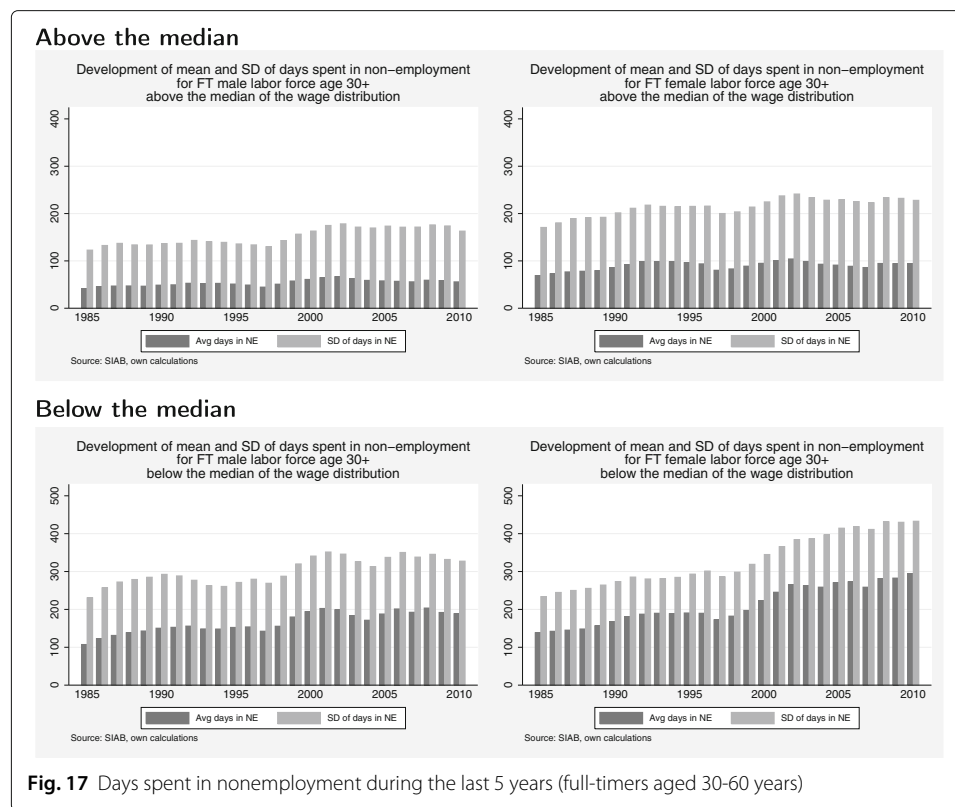 Above the median
Development of mean and SD of days spent in non−employment
for FT male labor force age 30+
above the median of the wage distribution
400
300
200
100
0
1985
1990
1995
2000
2005
2010
Avg days in NE
SD of days in NE
Source: SIAB, own calculations
Development of mean and SD of days spent in non−employment
for FT female labor force age 30+
above the median of the wage distribution
400
300
200
100
0
1985
1990
1995
2000
2005
2010
Avg days in NE
SD of days in NE
Source: SIAB, own calculations
Below the median
Development of mean and SD of days spent in non−employment
for FT male labor force age 30+
below the median of the wage distribution
500
400
300
200
100
0
1985
1990
1995
2000
2005
2010
Avg days in NE
SD of days in NE
Source: SIAB, own calculations
Development of mean and SD of days spent in non−employment
for FT female labor force age 30+
below the median of the wage distribution
500
400
300
200
100
0
1985
1990
1995
2000
2005
2010
Avg days in NE
SD of days in NE
Source: SIAB, own calculations
Fig. 17 Days spent in nonemployment during the last 5 years (full-timers aged 30-60 years)